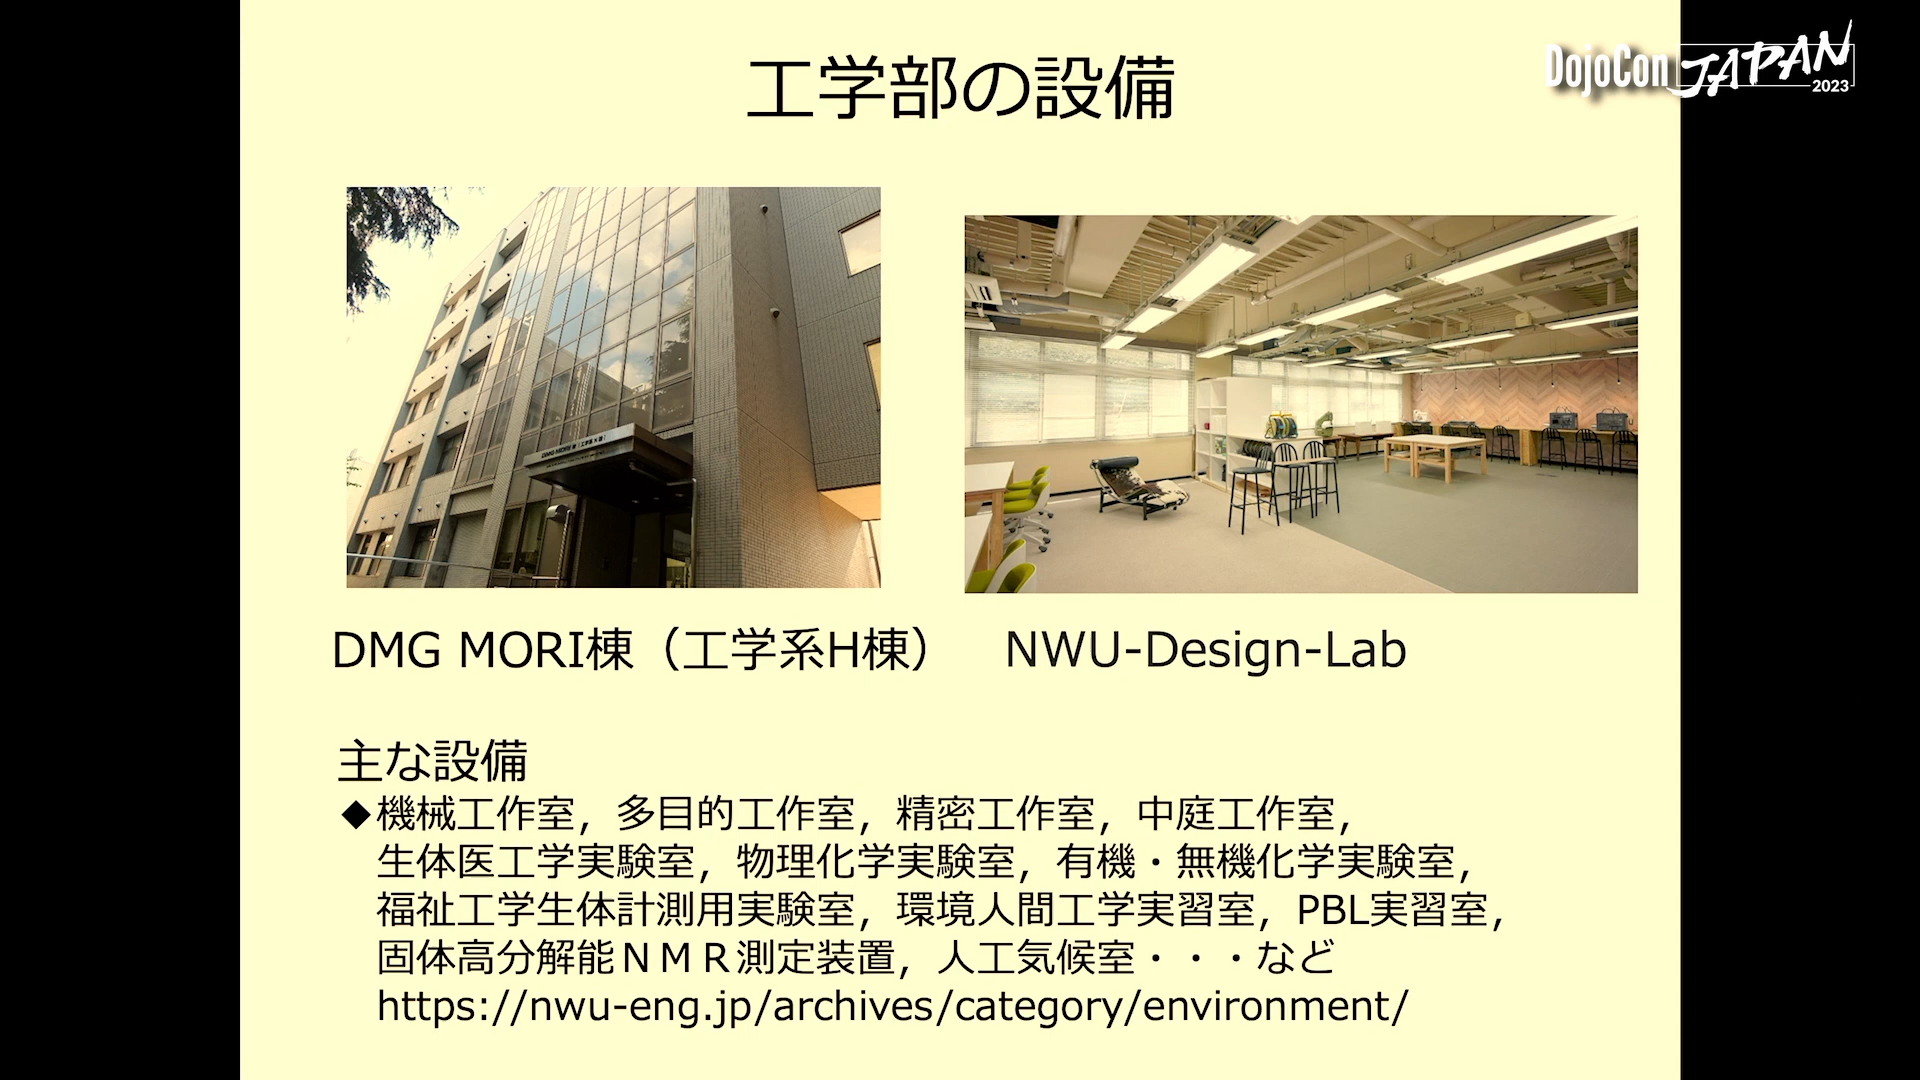 工学部の設備
DojoCon JAPAN 2023
DMG MORI棟（工学系H棟）
NWU-Design-Lab
主な設備
◆機械工作室，多目的工作室，精密工作室，中庭工作室，
生体医工学実験室，物理化学実験室，有機・無機化学実験室，
福祉工学生体計測用実験室，環境人間工学実習室，PBL実習室，
固体高分解能ＮＭＲ測定装置，人工気候室・・・など
https://nwu-eng.jp/archives/category/environment/